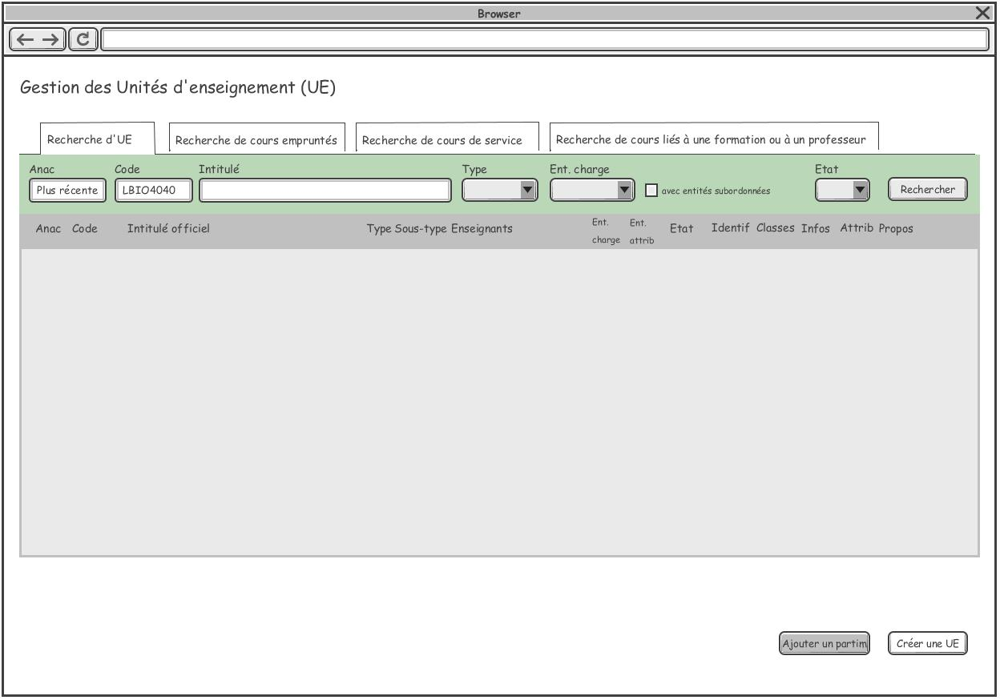 Browser
Gestion des Unités d'enseignement (UE)
Recherche d'UE Recherche de cours empruntés Recherche de cours de service Recherche de cours liés à une formation ou à un professeur
Anac Code Intitulé Type Ent. charge Etat
Plus récente LBIO4040 avec entités subordonnées Rechercher
Anac Code Intitulé officiel Type Sous-type Enseignants Ent. charge Ent. attrib Etat Identif Classes Infos Attrib Propos
Ajouter un partim Créer une UE